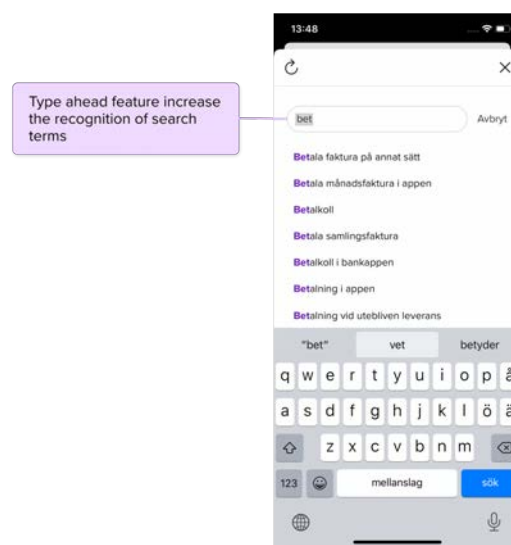 13:48
Type ahead feature increase
the recognition of search
terms
bet
Avbryt
Betala faktura på annat sätt
Betala månadsfaktura i appen
Betalkoll
Betala samlingsfaktura
Betalkoll i bankappen
Betalning i appen
Betalning vid utebliven leverans
"bet" vet betyder
q w e r t y u i o p å
a s d f g h j k l ö ä
z x c v b n m
123 mellanslag sök